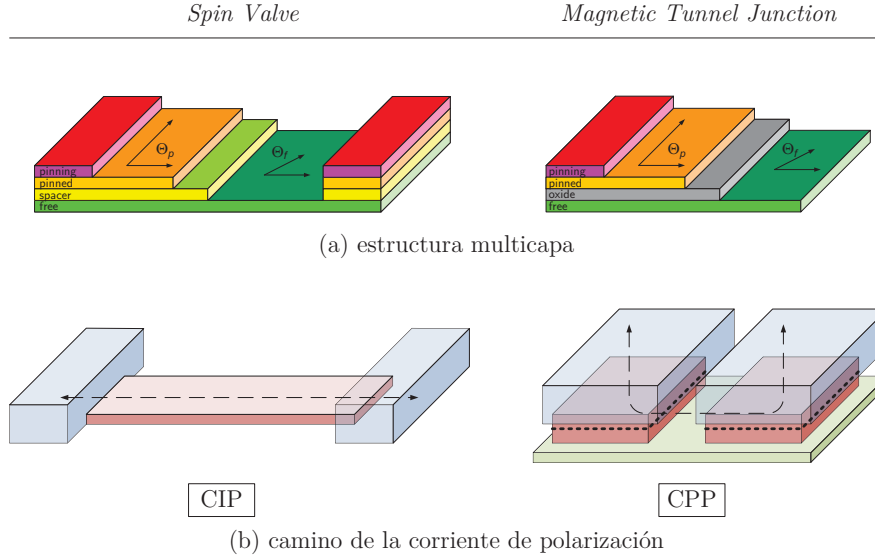 Spin Valve Magnetic Tunnel Junction
Θp Θf Θp Θf
pinning pinning
pinned pinned
spacer oxide
free free
(a) estructura multicapa
CIP CPP
(b) camino de la corriente de polarización